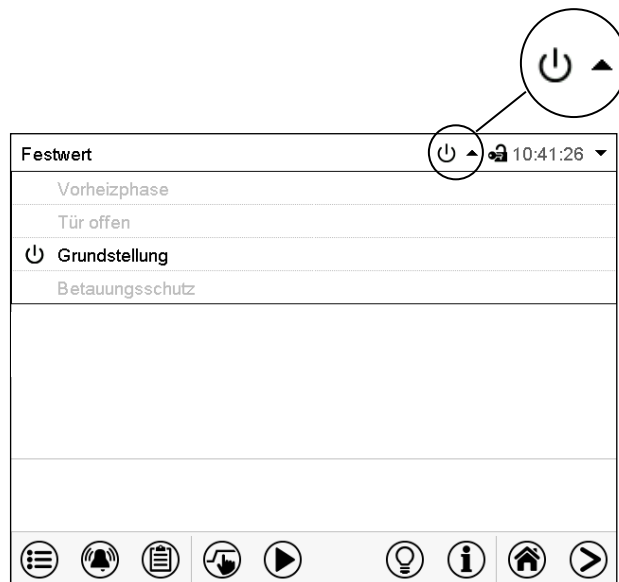 Festwert 10:41:26
Vorheizphase
Tür offen
Grundstellung
Betauungsschutz